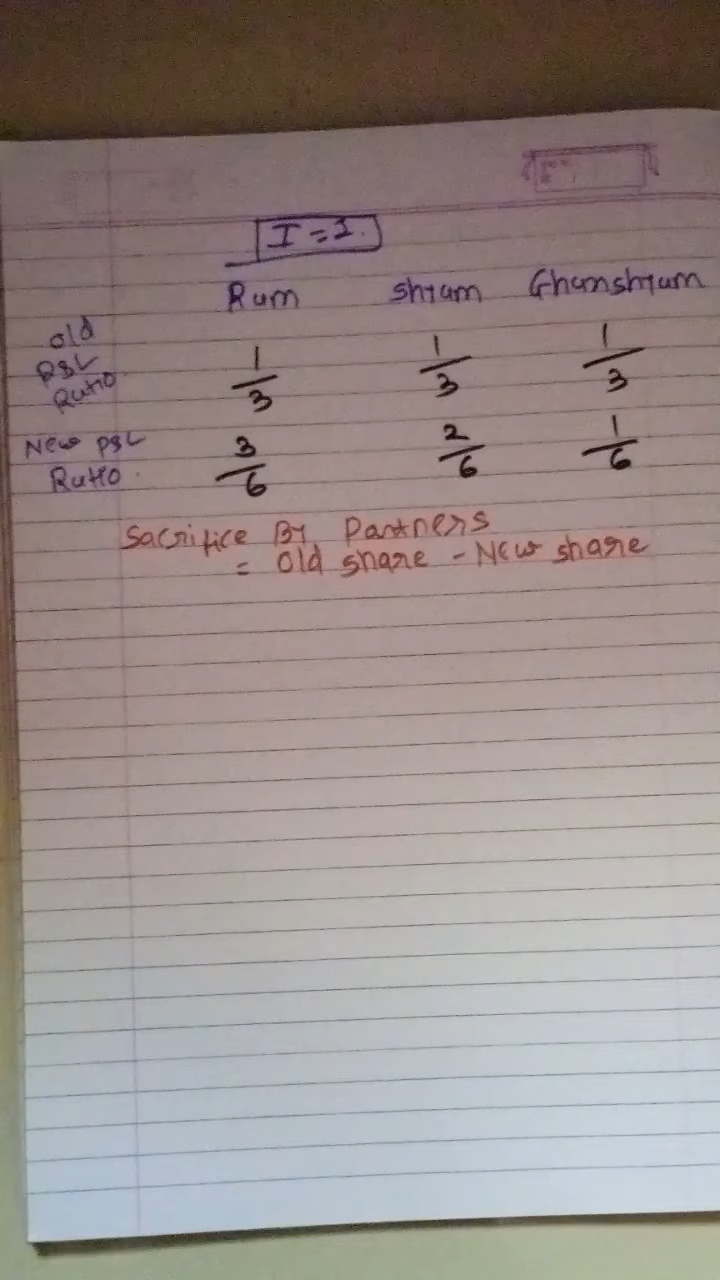 I = 1.
Ram Shyam Ghanshyam
Old
P&L
Ratio
1/3 1/3 1/3
New P&L
Ratio.
3/6 2/6 1/6
Sacrifice By Partners
= Old share - New share